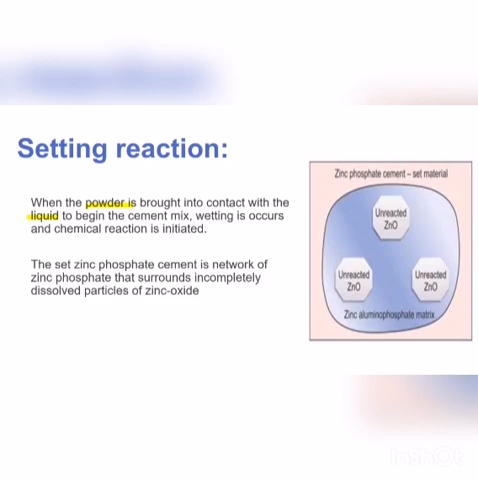 Setting reaction:
When the powder is brought into contact with the
liquid to begin the cement mix, wetting is occurs
and chemical reaction is initiated.
The set zinc phosphate cement is network of
zinc phosphate that surrounds incompletely
dissolved particles of zinc-oxide
Zinc phosphate cement – set material
Unreacted
ZnO
Unreacted
ZnO
Unreacted
ZnO
Zinc aluminophosphate matrix
InShOt